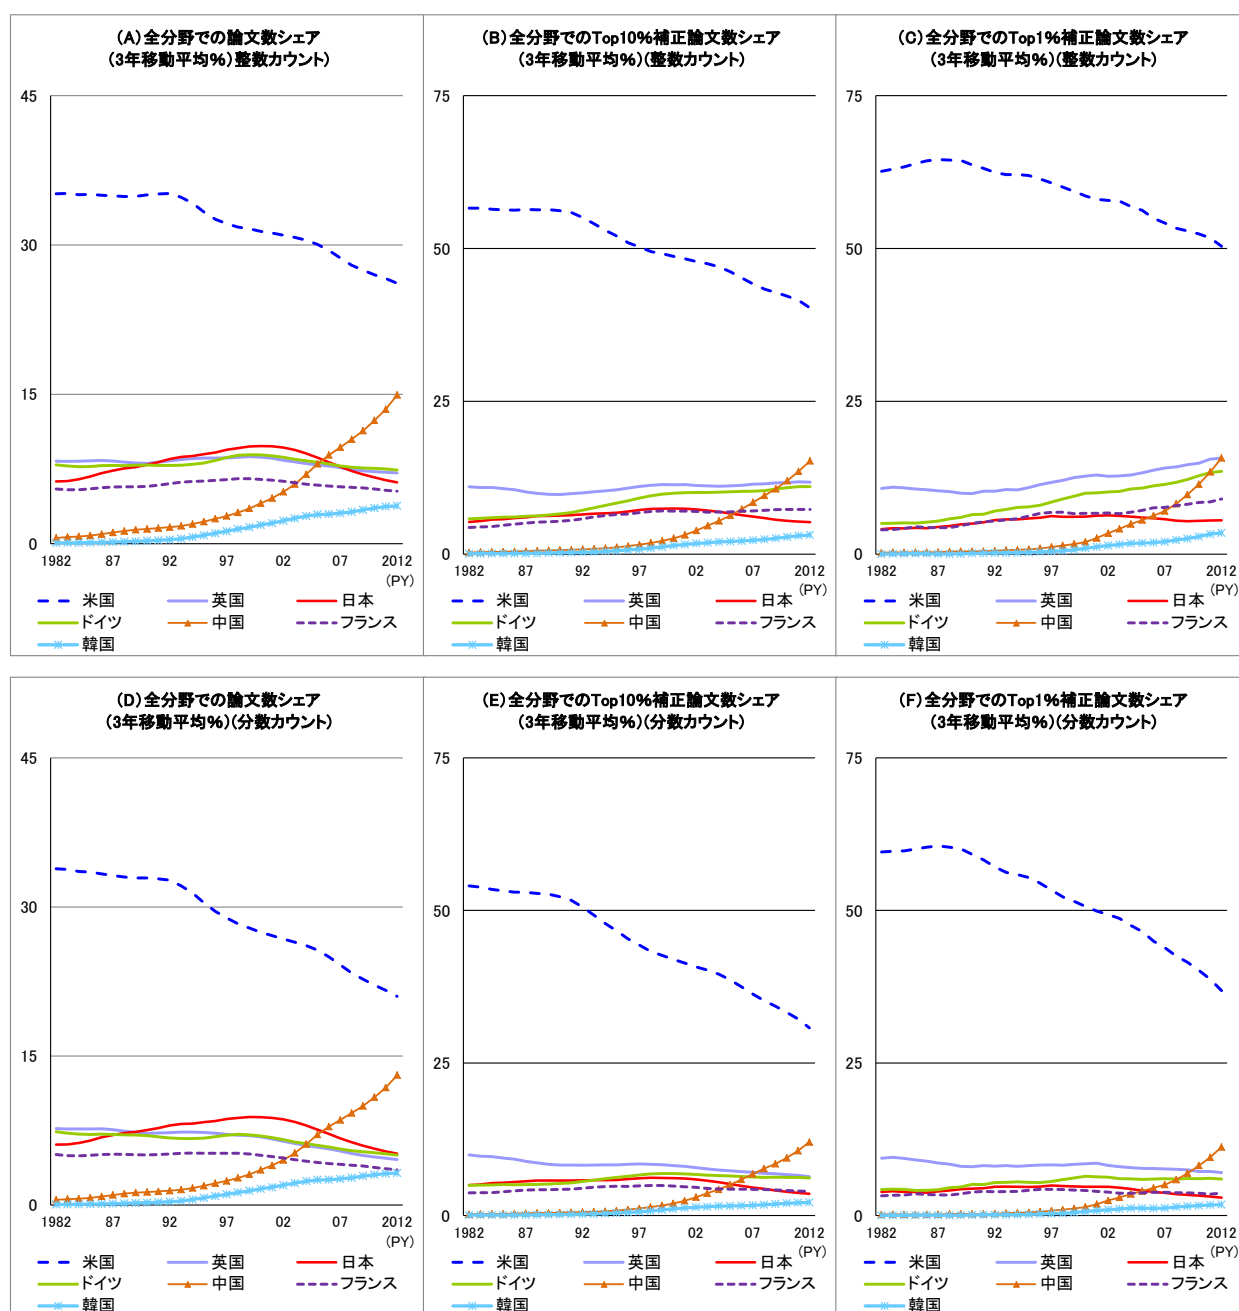 (A)全分野での論文数シェア
(3年移動平均%)整数カウント)
45
30
15
0
1982 87 92 97 02 07 2012
(PY)
米国 英国 日本
ドイツ 中国 フランス
韓国
(B)全分野でのTop10%補正論文数シェア
(3年移動平均%)(整数カウント)
75
50
25
0
1982 87 92 97 02 07 2012
(PY)
米国 英国 日本
ドイツ 中国 フランス
韓国
(C)全分野でのTop1%補正論文数シェア
(3年移動平均%)(整数カウント)
75
50
25
0
1982 87 92 97 02 07 2012
(PY)
米国 英国 日本
ドイツ 中国 フランス
韓国
(D)全分野での論文数シェア
(3年移動平均%)(分数カウント)
45
30
15
0
1982 87 92 97 02 07 2012
(PY)
米国 英国 日本
ドイツ 中国 フランス
韓国
(E)全分野でのTop10%補正論文数シェア
(3年移動平均%)(分数カウント)
75
50
25
0
1982 87 92 97 02 07 2012
(PY)
米国 英国 日本
ドイツ 中国 フランス
韓国
(F)全分野でのTop1%補正論文数シェア
(3年移動平均%)(分数カウント)
75
50
25
0
1982 87 92 97 02 07 2012
(PY)
米国 英国 日本
ドイツ 中国 フランス
韓国